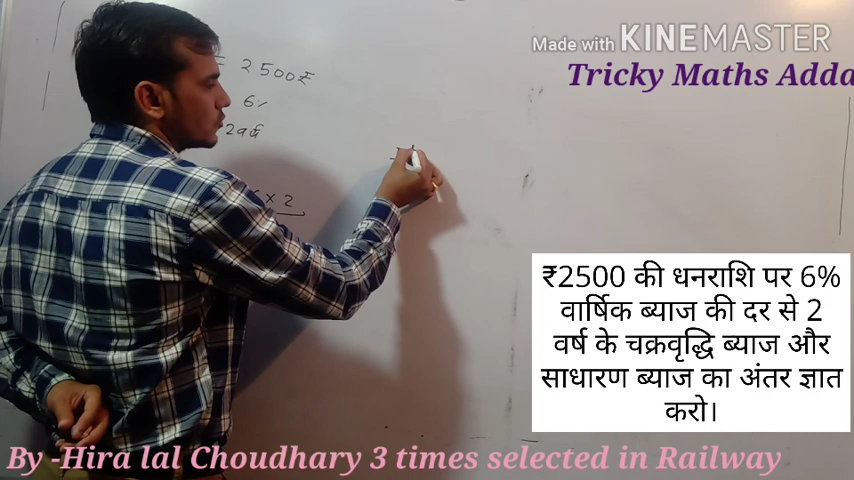 Made with KINEMASTER
Tricky Maths Adda
2500₹
6%
2वर्ष
× 2
₹2500 की धनराशि पर 6%
वार्षिक ब्याज की दर से 2
वर्ष के चक्रवृद्धि ब्याज और
साधारण ब्याज का अंतर ज्ञात
करो।
By -Hira lal Choudhary 3 times selected in Railway